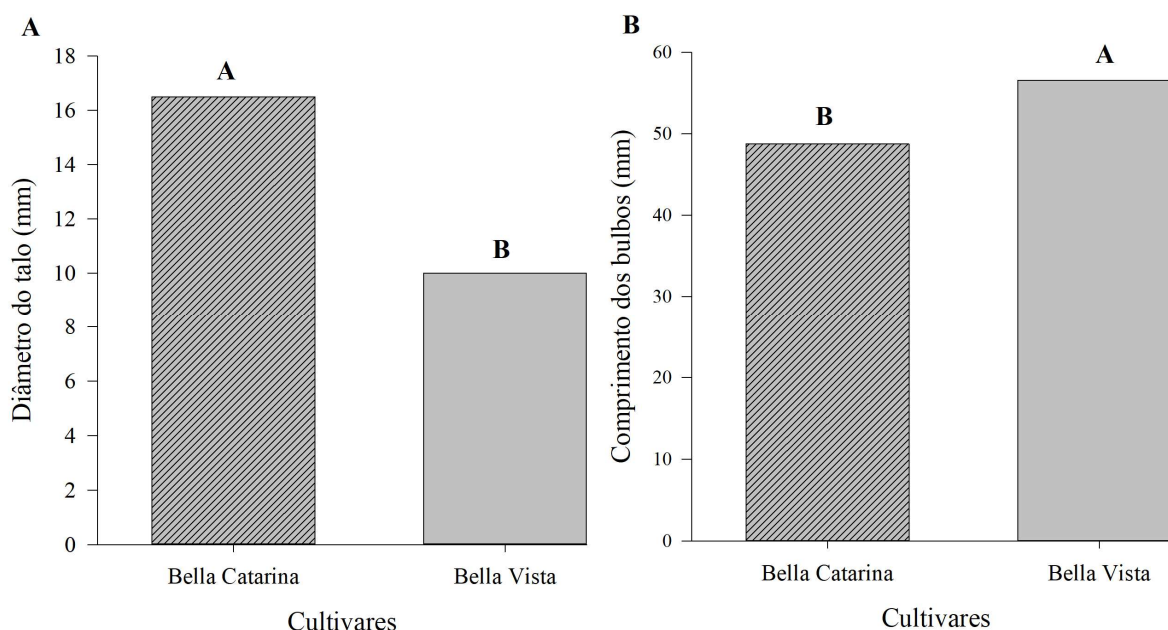 A
Diâmetro do talo (mm)
18
16
14
12
10
8
6
4
2
0
A
B
Bella Catarina
Bella Vista
Cultivares
B
Comprimento dos bulbos (mm)
60
50
40
30
20
10
0
B
A
Bella Catarina
Bella Vista
Cultivares